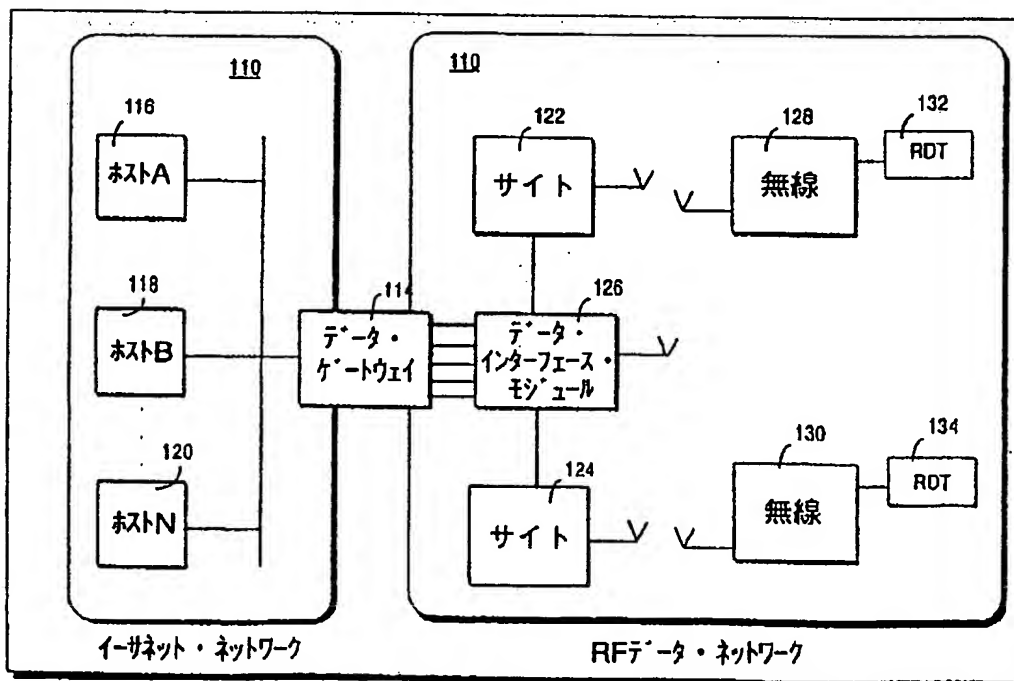 110
116
ホストA
118
ホストB
120
ホストN
イーサネット・ネットワーク
114
データ・
ゲートウェイ
110
122
サイト
126
データ・
インターフェース・
モジュール
124
サイト
128
無線
132
RDT
130
無線
134
RDT
RFデータ・ネットワーク